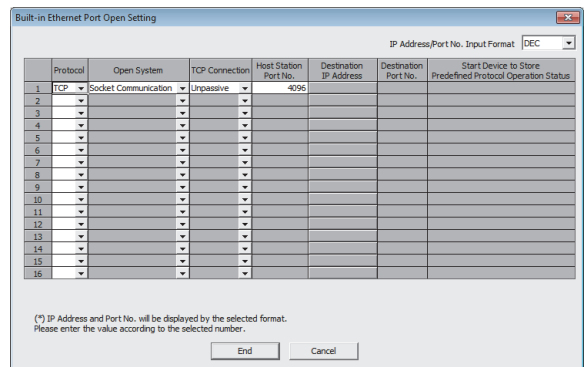 Built-in Ethernet Port Open Setting
IP Address/Port No. Input Format DEC
Protocol Open System TCP Connection Host Station Port No. Destination IP Address Destination Port No. Start Device to Store Predefined Protocol Operation Status
1 TCP Socket Communication Unpassive 4096
2
3
4
5
6
7
8
9
10
11
12
13
14
15
16
(*) IP Address and Port No. will be displayed by the selected format.
Please enter the value according to the selected number.
End Cancel